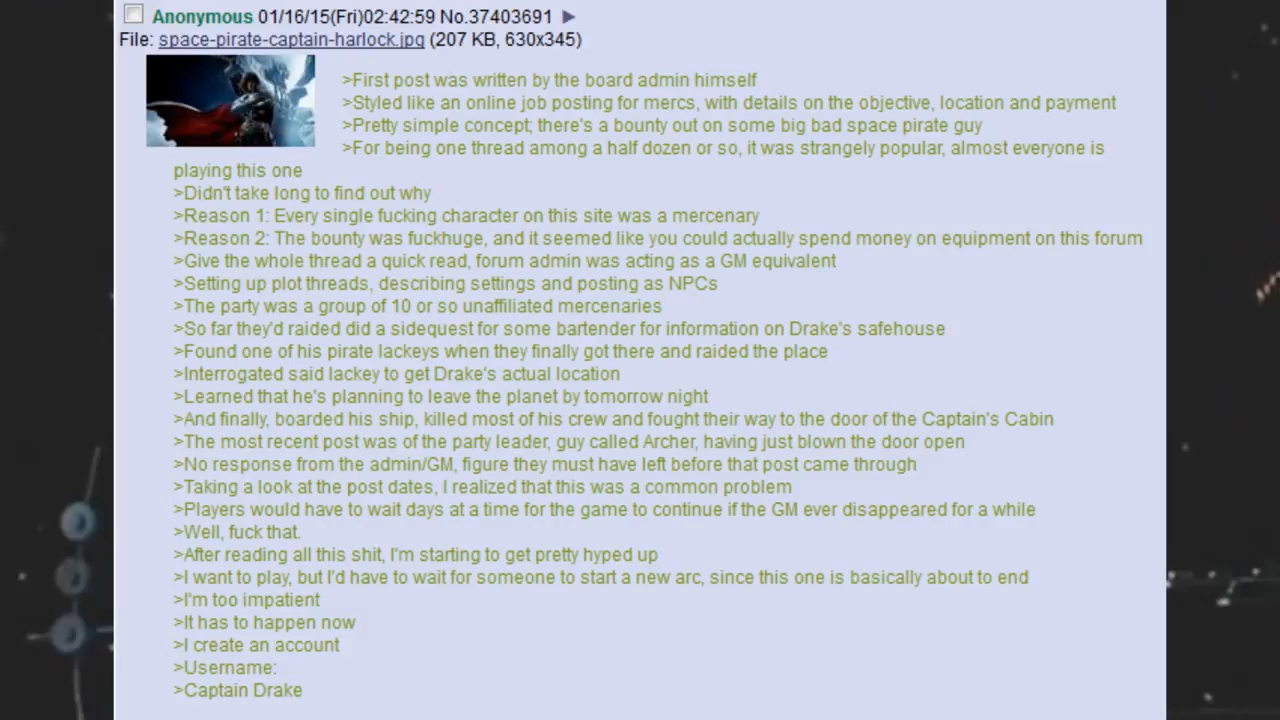 Anonymous 01/16/15(Fri)02:42:59 No.37403691 ▶
File: space-pirate-captain-harlock.jpg (207 KB, 630x345)
>First post was written by the board admin himself
>Styled like an online job posting for mercs, with details on the objective, location and payment
>Pretty simple concept; there's a bounty out on some big bad space pirate guy
>For being one thread among a half dozen or so, it was strangely popular, almost everyone is
playing this one
>Didn't take long to find out why
>Reason 1: Every single fucking character on this site was a mercenary
>Reason 2: The bounty was fuckhuge, and it seemed like you could actually spend money on equipment on this forum
>Give the whole thread a quick read, forum admin was acting as a GM equivalent
>Setting up plot threads, describing settings and posting as NPCs
>The party was a group of 10 or so unaffiliated mercenaries
>So far they'd raided did a sidequest for some bartender for information on Drake's safehouse
>Found one of his pirate lackeys when they finally got there and raided the place
>Interrogated said lackey to get Drake's actual location
>Learned that he's planning to leave the planet by tomorrow night
>And finally, boarded his ship, killed most of his crew and fought their way to the door of the Captain's Cabin
>The most recent post was of the party leader, guy called Archer, having just blown the door open
>No response from the admin/GM, figure they must have left before that post came through
>Taking a look at the post dates, I realized that this was a common problem
>Players would have to wait days at a time for the game to continue if the GM ever disappeared for a while
>Well, fuck that.
>After reading all this shit, I'm starting to get pretty hyped up
>I want to play, but I'd have to wait for someone to start a new arc, since this one is basically about to end
>I'm too impatient
>It has to happen now
>I create an account
>Username:
>Captain Drake